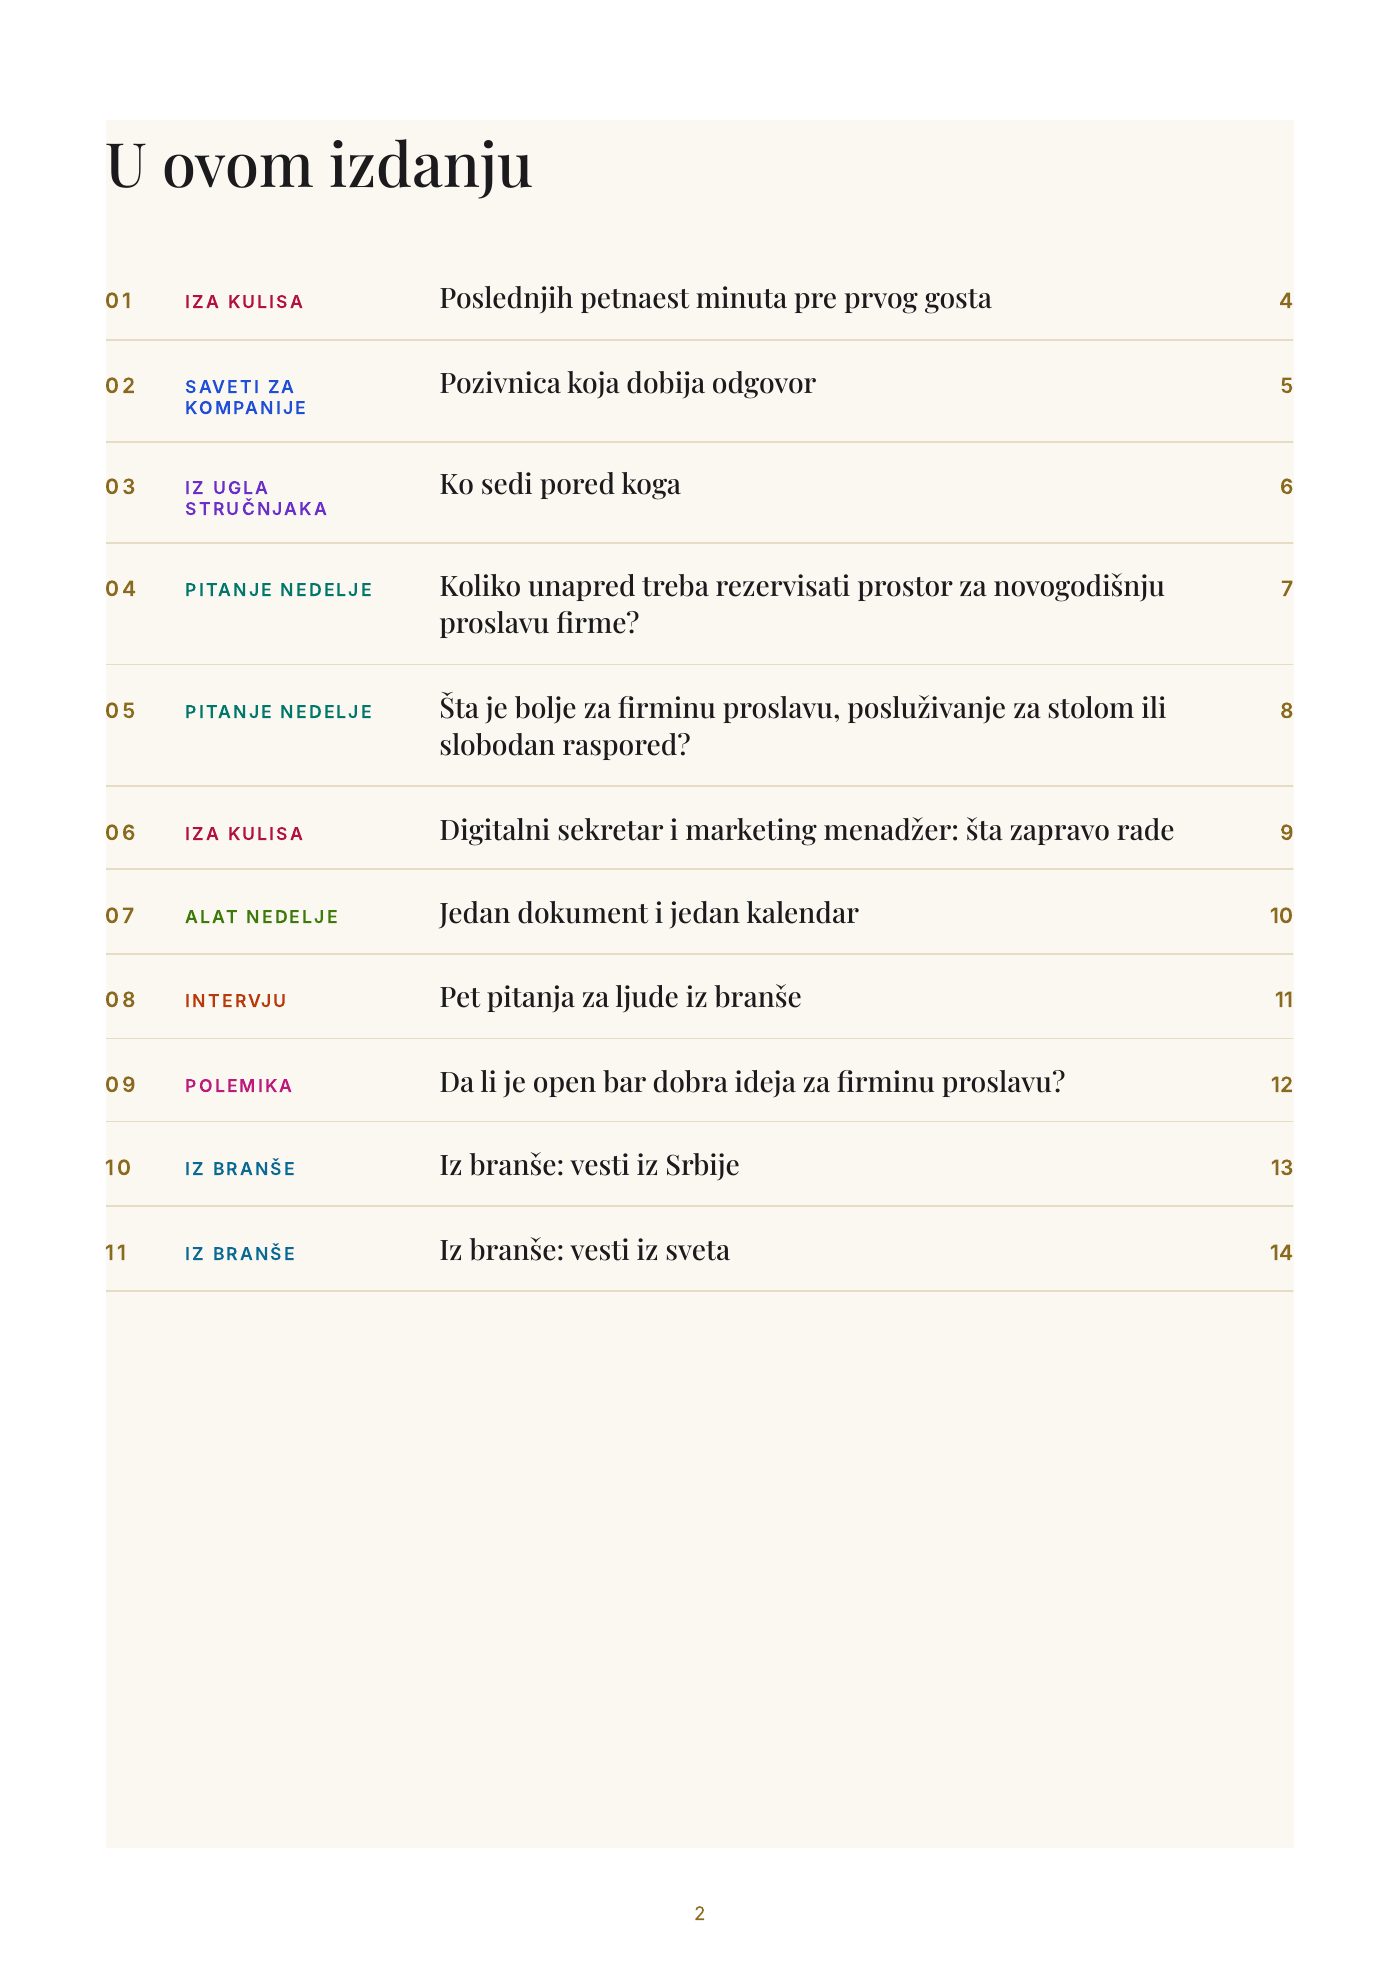 U ovom izdanju
01 IZA KULISA Poslednjih petnaest minuta pre prvog gosta 4
02 SAVETI ZA Pozivnica koja dobija odgovor 5
KOMPANIJE
03 IZ UGLA Ko sedi pored koga 6
STRUČNJAKA
04 PITANJE NEDELJE Koliko unapred treba rezervisati prostor za novogodišnju 7
proslavu firme?
05 PITANJE NEDELJE Šta je bolje za firminu proslavu, posluživanje za stolom ili 8
slobodan raspored?
06 IZA KULISA Digitalni sekretar i marketing menadžer: šta zapravo rade 9
07 ALAT NEDELJE Jedan dokument i jedan kalendar 10
08 INTERVJU Pet pitanja za ljude iz branše 11
09 POLEMIKA Da li je open bar dobra ideja za firminu proslavu? 12
10 IZ BRANŠE Iz branše: vesti iz Srbije 13
11 IZ BRANŠE Iz branše: vesti iz sveta 14
2